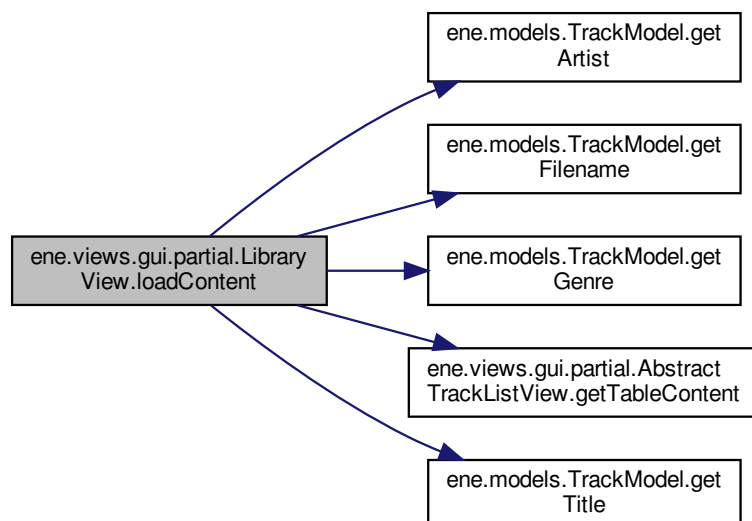 ene.models.TrackModel.get
Artist
ene.models.TrackModel.get
Filename
ene.views.gui.partial.Library
View.loadContent
ene.models.TrackModel.get
Genre
ene.views.gui.partial.Abstract
TrackListView.getTableContent
ene.models.TrackModel.get
Title